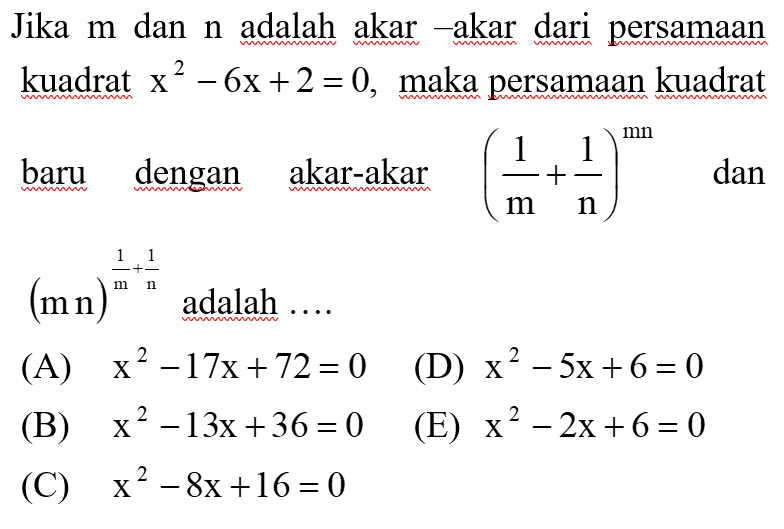 Jika m dan n adalah akar –akar dari persamaan
kuadrat x² − 6x + 2 = 0, maka persamaan kuadrat
baru dengan akar-akar (1/m + 1/n)^mn dan
(m n)^(1/m + 1/n) adalah ….
(A) x² − 17x + 72 = 0 (D) x² − 5x + 6 = 0
(B) x² − 13x + 36 = 0 (E) x² − 2x + 6 = 0
(C) x² − 8x + 16 = 0